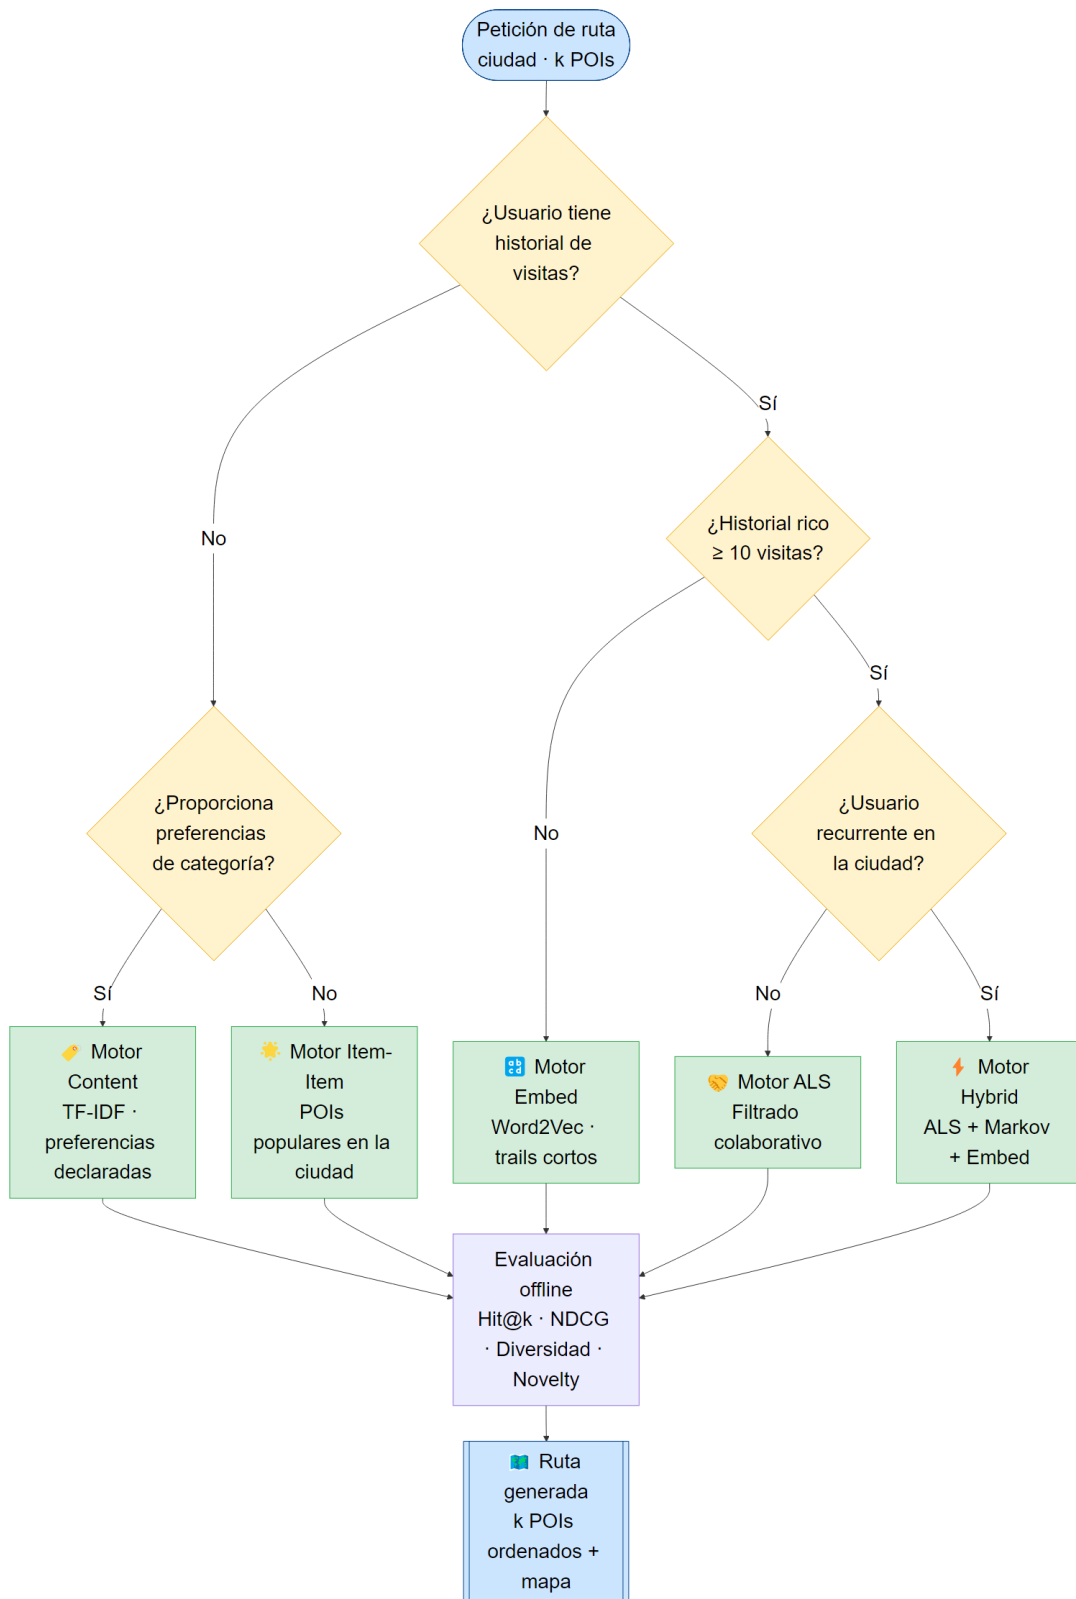 Petición de ruta
ciudad · k POIs
¿Usuario tiene
historial de
visitas?
Sí
¿Historial rico
≥ 10 visitas?
No
Sí
¿Proporciona
preferencias
de categoría?
No
¿Usuario
recurrente en
la ciudad?
Sí
No
No
Sí
Motor
Content
TF-IDF ·
preferencias
declaradas
Motor Item-
Item
POIs
populares en la
ciudad
Motor
Embed
Word2Vec ·
trails cortos
Motor ALS
Filtrado
colaborativo
Motor
Hybrid
ALS + Markov
+ Embed
Evaluación
offline
Hit@k · NDCG
· Diversidad ·
Novelty
Ruta
generada
k POIs
ordenados +
mapa